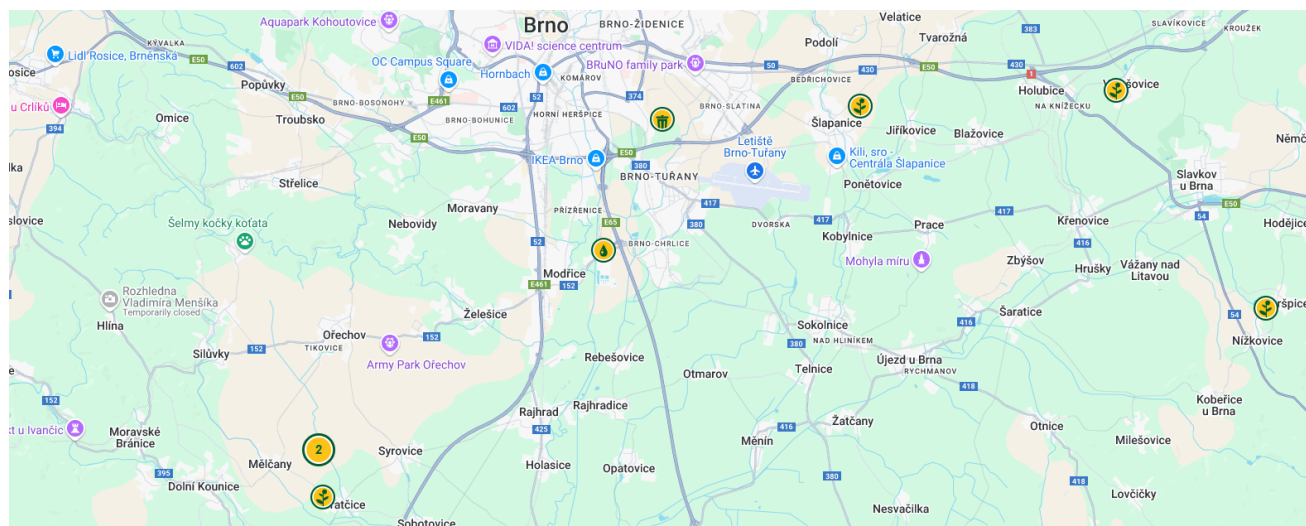 Aquapark Kohoutovice
Brno
BRNO-ŽIDENICE
Velatice
Tvarožná
383
SLAVÍKOVICE
KROUŽEK
Lidl Rosice, Brněnská
KÝVALKA
E50
602
VIDA! science centrum
Podolí
OC Campus Square
Hornbach
KOMÁROV
BRuNO family park
50
BEDŘICHOVICE
430
E50
430
1
Holubice
Popůvky
E50
BRNO-BOSONOHY
E461
602
52
374
BRNO-SLATINA
NA KNÍŽECKU
u Crlíků
394
Omice
Troubsko
BRNO-BOHUNICE
HORNÍ HERŠPICE
Šlapanice
Jiříkovice
Blažovice
IKEA Brno
E50
380
Letiště
Brno-Tuřany
Kili, sro -
Centrála Šlapanice
Střelice
BRNO-TUŘANY
Ponětovice
Slavkov
u Brna
54
E50
slovice
Moravany
PŘÍZŘENICE
E65
417
380
DVORSKA
417
Prace
417
Křenovice
416
Hodějice
Nebovidy
Šelmy kočky koťata
52
BRNO-CHRLICE
Kobylnice
Mohyla míru
Zbýšov
Hrušky
Vážany nad
Litavou
Modřice
152
E461
Rozhledna
Vladimíra Menšíka
Temporarily closed
Hlína
Želešice
Sokolnice
NAD HLINÍKEM
416
Šaratice
54
Nížkovice
Silůvky
152
Ořechov
TIKOVICE
152
Army Park Ořechov
Rebešovice
380
Otmarov
Telnice
Újezd u Brna
RYCHMANOV
418
152
Kobeřice
u Brna
Rajhrad
Rajhradice
425
Moravské
Bránice
Měnín
416
Žatčany
Otnice
Milešovice
2
Mělčany
Syrovice
Holasice
Opatovice
395
Dolní Kounice
380
418
Lovčičky
Sobotovice
Nesvačilka